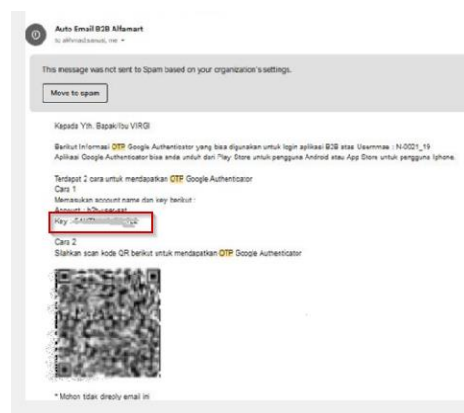 Auto Email B2B Alfamart
to me
This message was not sent to Spam based on your organization's settings.
Move to spam
Kepada Yth. Bapak/Ibu VIRGI
Berikut Informasi OTP Google Authenticator yang bisa digunakan untuk login aplikasi B2B atas Username : N-0021_19
Aplikasi Google Authenticator bisa anda unduh dari Play Store untuk pengguna Android atau App Store untuk pengguna Iphone.
Terdapat 2 cara untuk mendapatkan OTP Google Authenticator
Cara 1
Memasukan account name dan key berikut :
Account :
Key :
Cara 2
Silahkan scan kode QR berikut untuk mendapatkan OTP Google Authenticator
* Mohon tidak direply email ini